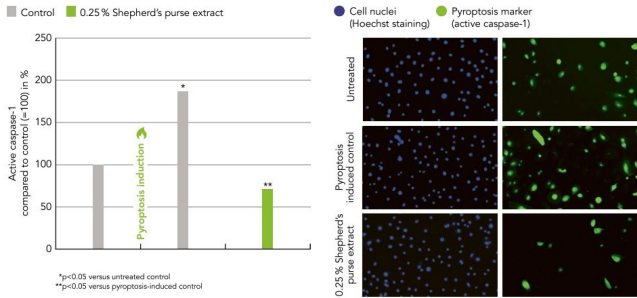 Control
0.25 % Shepherd's purse extract
Active caspase-1
compared to control (=100) in %
250
200
150
100
50
0
Pyroptosis induction
*
**
*p<0.05 versus untreated control
**p<0.05 versus pyroptosis-induced control
Cell nuclei
(Hoechst staining)
Pyroptosis marker
(active caspase-1)
Untreated
Pyroptosis
induced control
0.25 % Shepherd's
purse extract